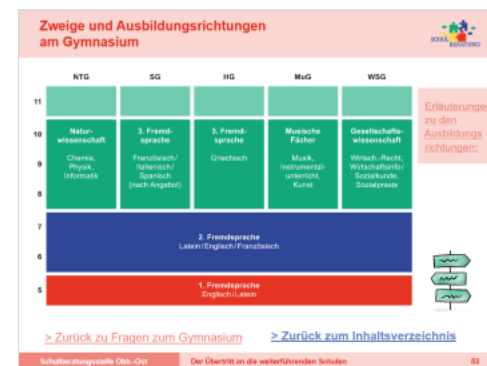 Zweige und Ausbildungsrichtungen
am Gymnasium
SCHUL
BERATUNG
NTG SG HG MuG WSG
11
Erläuterungen
zu den
Ausbildungs
richtungen:
10
9
8
Natur-
wissenschaft
Chemie,
Physik,
Informatik
3. Fremd-
sprache
Französisch/
Italienisch/
Spanisch
(nach Angebot)
3. Fremd-
sprache
Griechisch
Musische
Fächer
Musik,
Instrumental-
unterricht,
Kunst
Gesellschafts-
wissenschaft
Wirtsch.-Recht,
Wirtschaftsinfo/
Sozialkunde,
Sozialpraxis
7
6
2. Fremdsprache
Latein/Englisch/Französisch
5
1. Fremdsprache
Englisch/Latein
> Zurück zu Fragen zum Gymnasium
> Zurück zum Inhaltsverzeichnis
Schulberatungsstelle Obb.-Ost
Der Übertritt an die weiterführenden Schulen
53